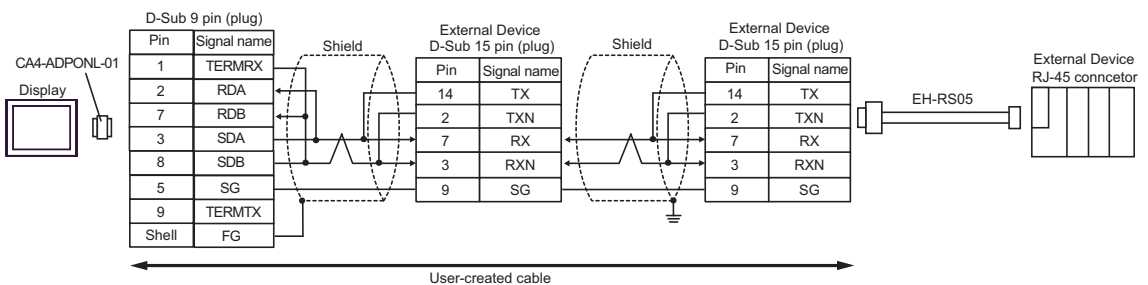 D-Sub 9 pin (plug)
Pin Signal name
1 TERMRX
2 RDA
7 RDB
3 SDA
8 SDB
5 SG
9 TERMTX
Shell FG
CA4-ADPONL-01
Display
Shield
External Device
D-Sub 15 pin (plug)
Pin Signal name
14 TX
2 TXN
7 RX
3 RXN
9 SG
Shield
External Device
D-Sub 15 pin (plug)
Pin Signal name
14 TX
2 TXN
7 RX
3 RXN
9 SG
EH-RS05
External Device
RJ-45 conncetor
User-created cable